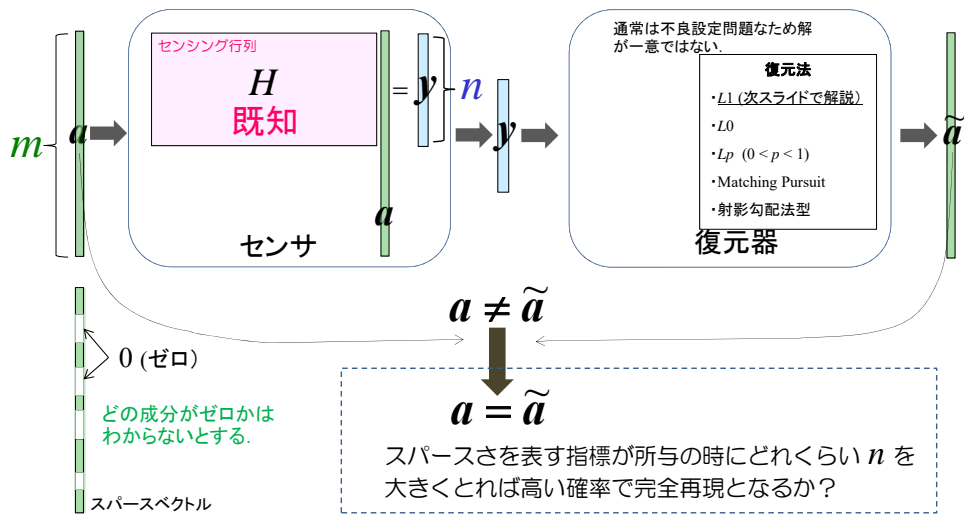 m
a
センシング行列
H
既知
a
= y
n
センサ
y
通常は不良設定問題なため解
が一意ではない.
復元法
・L1 (次スライドで解説)
・L0
・Lp (0 < p < 1)
・Matching Pursuit
・射影勾配法型
復元器
ã
0 (ゼロ)
どの成分がゼロかは
わからないとする.
スパースベクトル
a ≠ ã
a = ã
スパースさを表す指標が所与の時にどれくらい n を
大きくとれば高い確率で完全再現となるか？